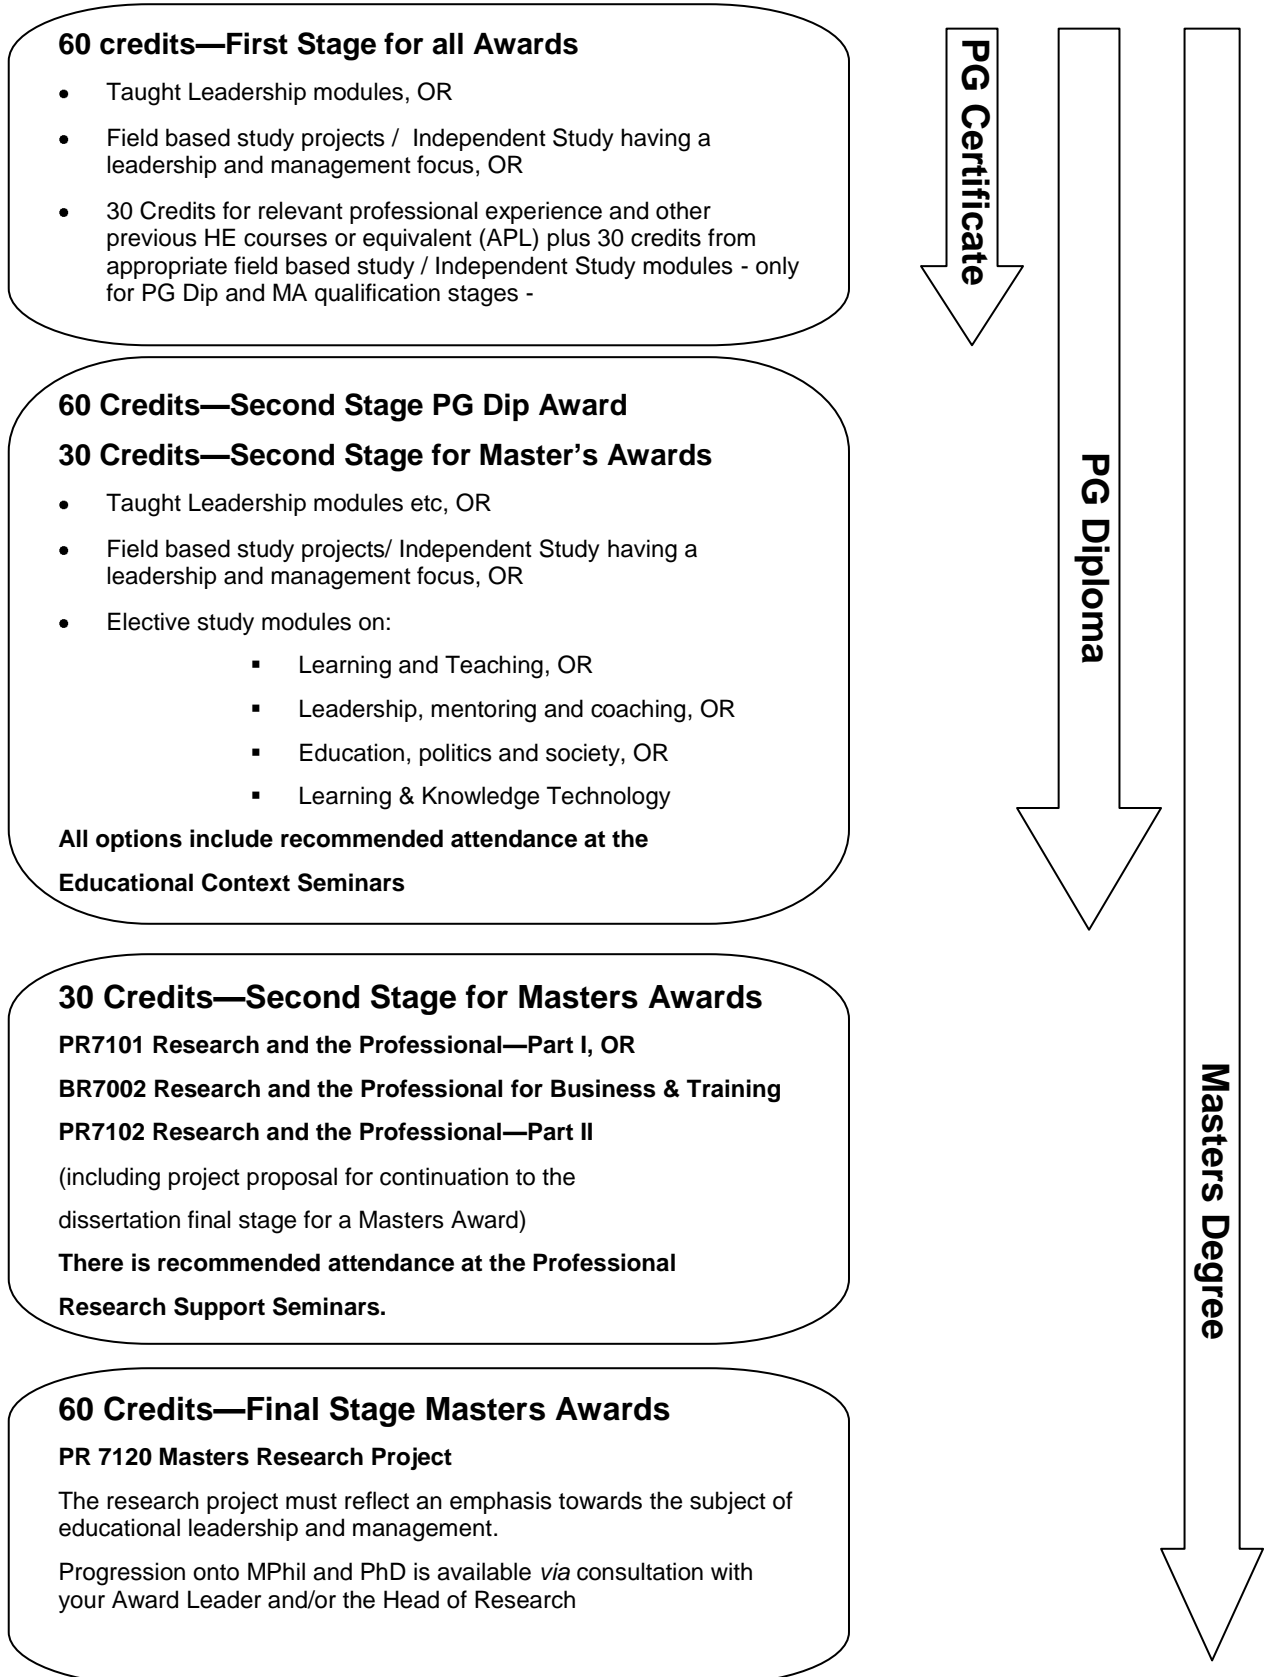 60 credits—First Stage for all Awards
• Taught Leadership modules, OR
• Field based study projects / Independent Study having a
leadership and management focus, OR
• 30 Credits for relevant professional experience and other
previous HE courses or equivalent (APL) plus 30 credits from
appropriate field based study / Independent Study modules - only
for PG Dip and MA qualification stages -
60 Credits—Second Stage PG Dip Award
30 Credits—Second Stage for Master’s Awards
• Taught Leadership modules etc, OR
• Field based study projects/ Independent Study having a
leadership and management focus, OR
• Elective study modules on:
▪ Learning and Teaching, OR
▪ Leadership, mentoring and coaching, OR
▪ Education, politics and society, OR
▪ Learning & Knowledge Technology
All options include recommended attendance at the
Educational Context Seminars
30 Credits—Second Stage for Masters Awards
PR7101 Research and the Professional—Part I, OR
BR7002 Research and the Professional for Business & Training
PR7102 Research and the Professional—Part II
(including project proposal for continuation to the
dissertation final stage for a Masters Award)
There is recommended attendance at the Professional
Research Support Seminars.
60 Credits—Final Stage Masters Awards
PR 7120 Masters Research Project
The research project must reflect an emphasis towards the subject of
educational leadership and management.
Progression onto MPhil and PhD is available via consultation with
your Award Leader and/or the Head of Research
PG Certificate
PG Diploma
Masters Degree